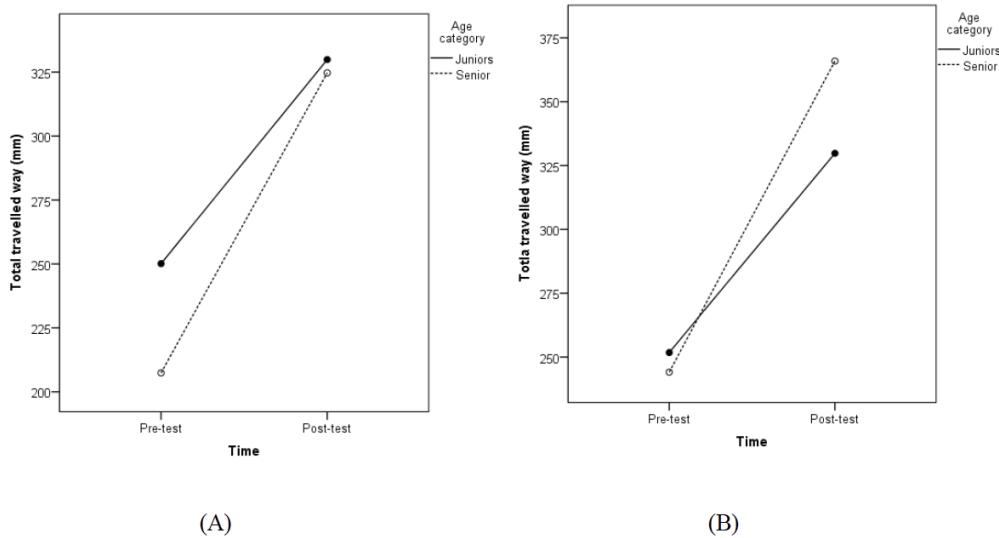 Age
category
Juniors
Senior
325
300
275
250
225
200
Total travelled way (mm)
Pre-test
Post-test
Time
(A)
Age
category
Juniors
Senior
375
350
325
300
275
250
Totla travelled way (mm)
Pre-test
Post-test
Time
(B)